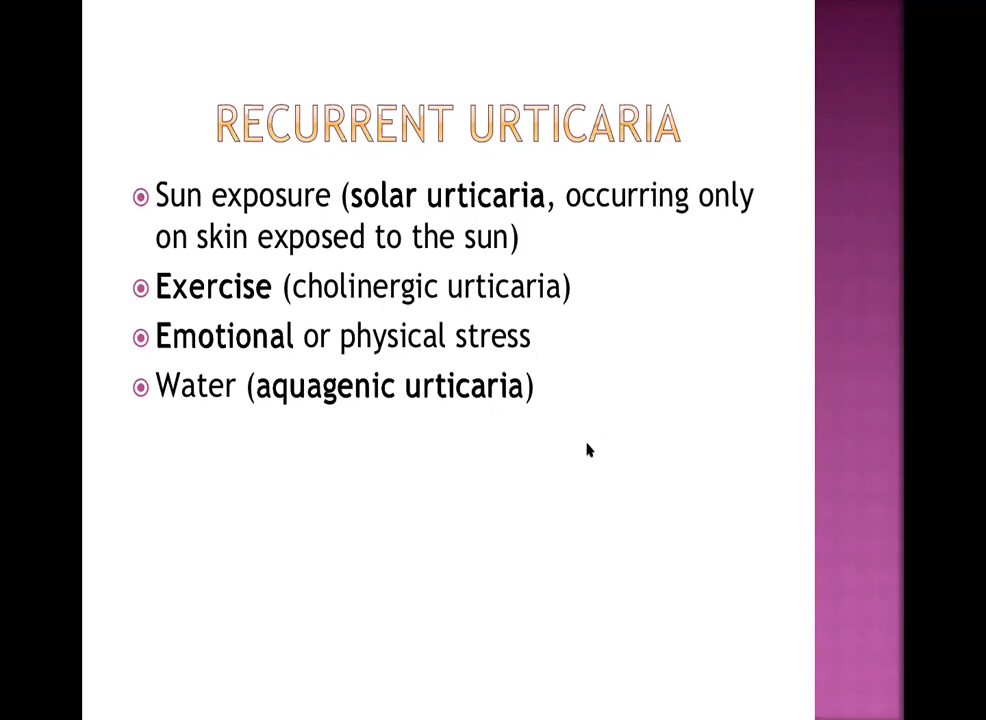 RECURRENT URTICARIA
Sun exposure (solar urticaria, occurring only
on skin exposed to the sun)
Exercise (cholinergic urticaria)
Emotional or physical stress
Water (aquagenic urticaria)